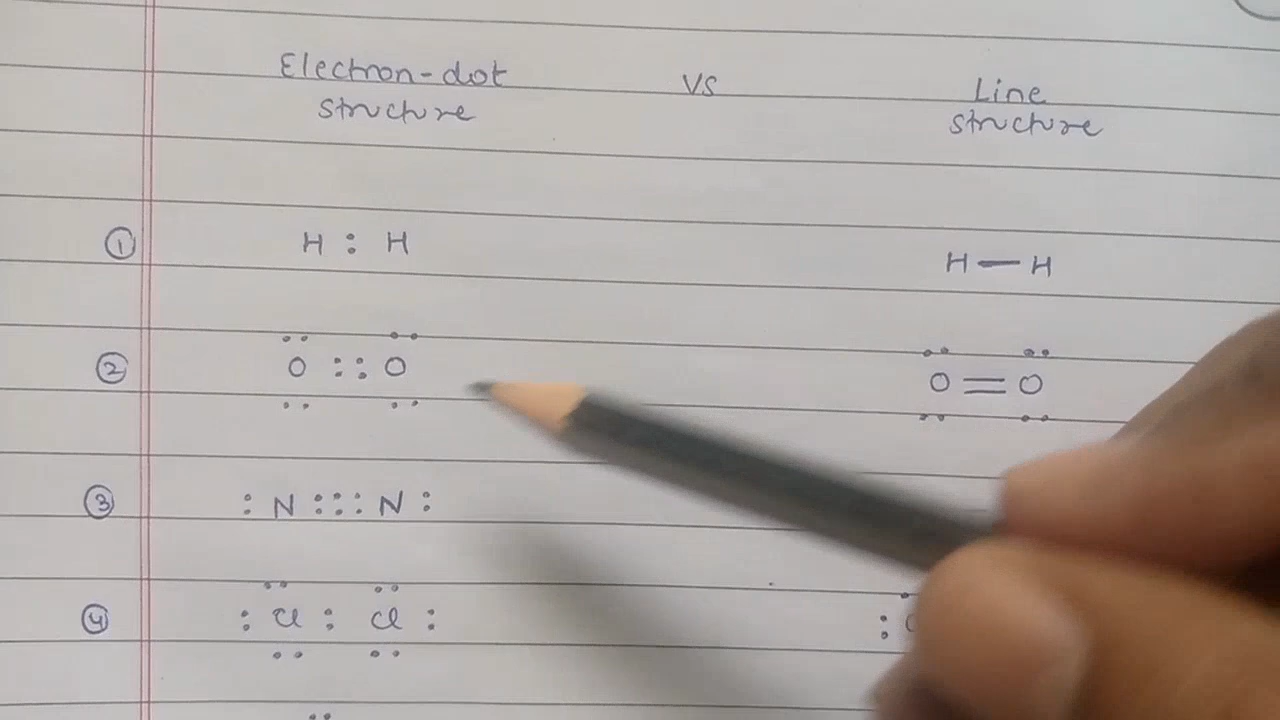 Electron-dot vs Line
structure structure
① H : H H — H
② O :: O O = O
③ : N ::: N :
④ : Cl : Cl : :